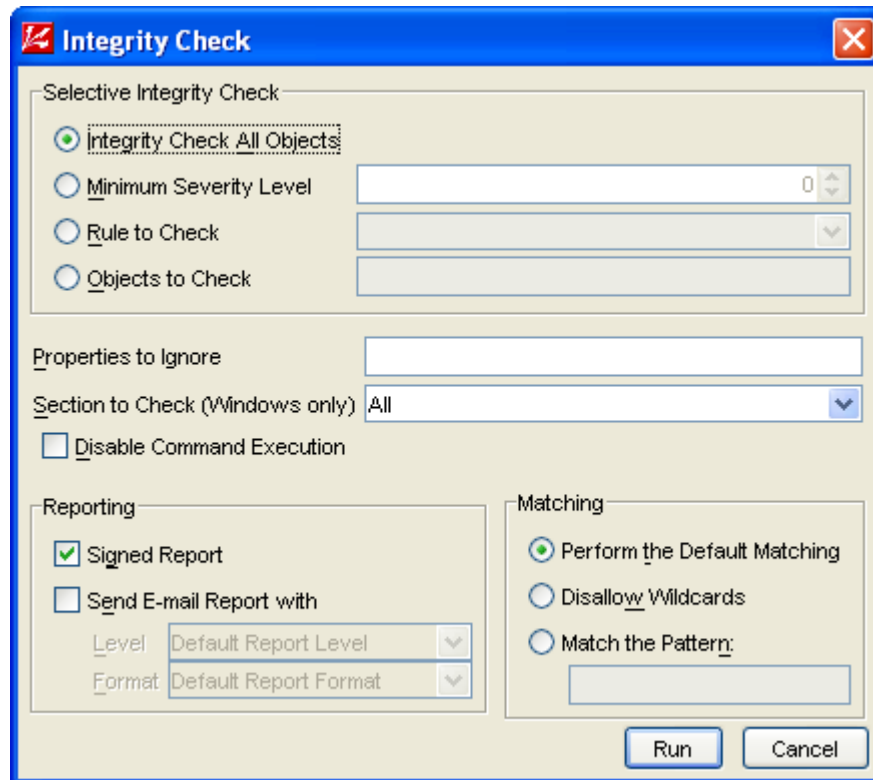 Integrity Check
Selective Integrity Check
Integrity Check All Objects
Minimum Severity Level 0
Rule to Check
Objects to Check
Properties to Ignore
Section to Check (Windows only) All
Disable Command Execution
Reporting
Signed Report
Send E-mail Report with
Level Default Report Level
Format Default Report Format
Matching
Perform the Default Matching
Disallow Wildcards
Match the Pattern:
Run Cancel